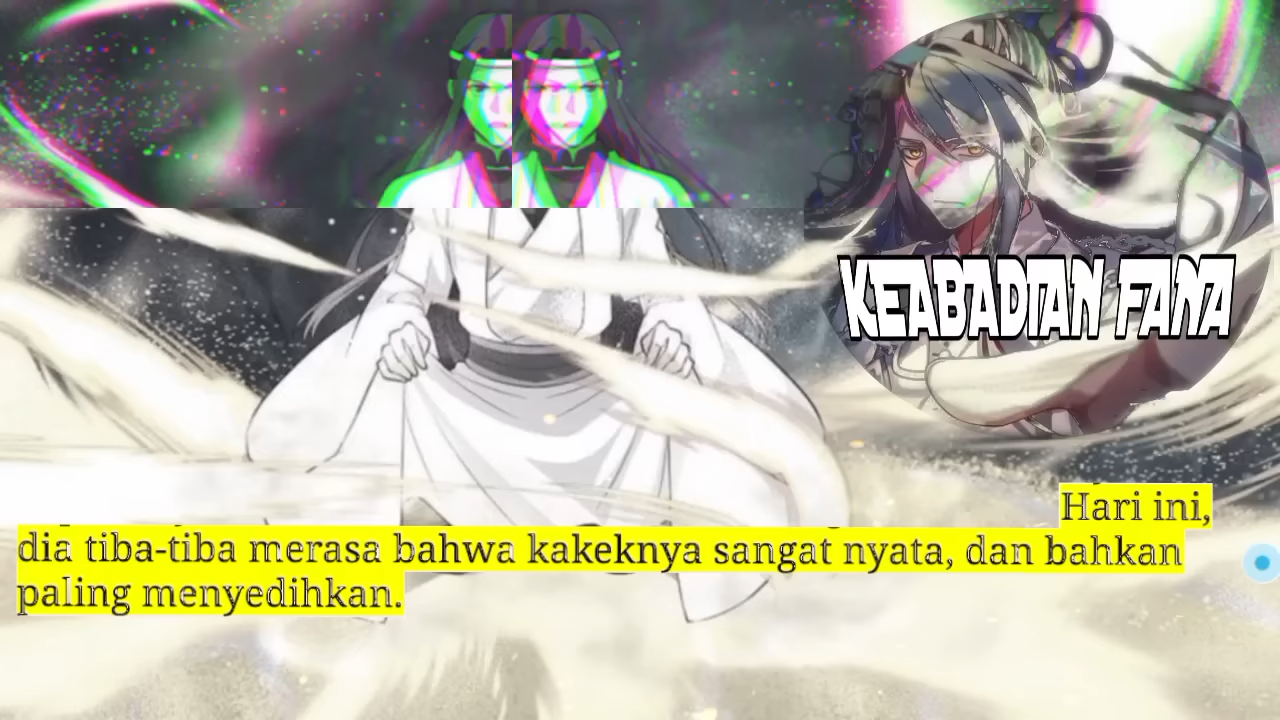 KEABADIAN FANA
Hari ini,
dia tiba-tiba merasa bahwa kakeknya sangat nyata, dan bahkan
paling menyedihkan.